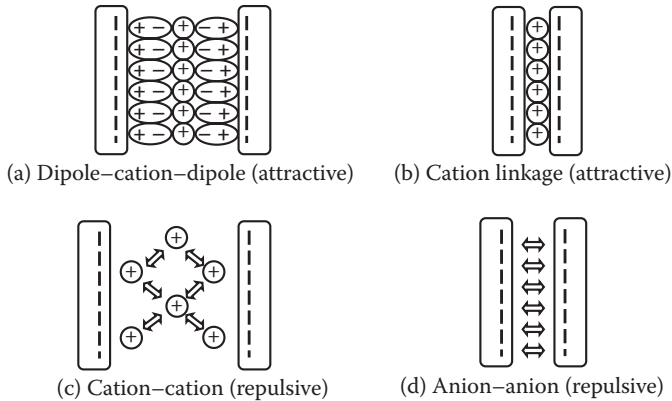 + − + − +
+ − + − +
+ − + − +
+ − + − +
+ − + − +
+ − + − +
+
+
+
+
+
+
(a) Dipole–cation–dipole (attractive)
(b) Cation linkage (attractive)
+
+ +
+
+ +
(c) Cation–cation (repulsive)
(d) Anion–anion (repulsive)